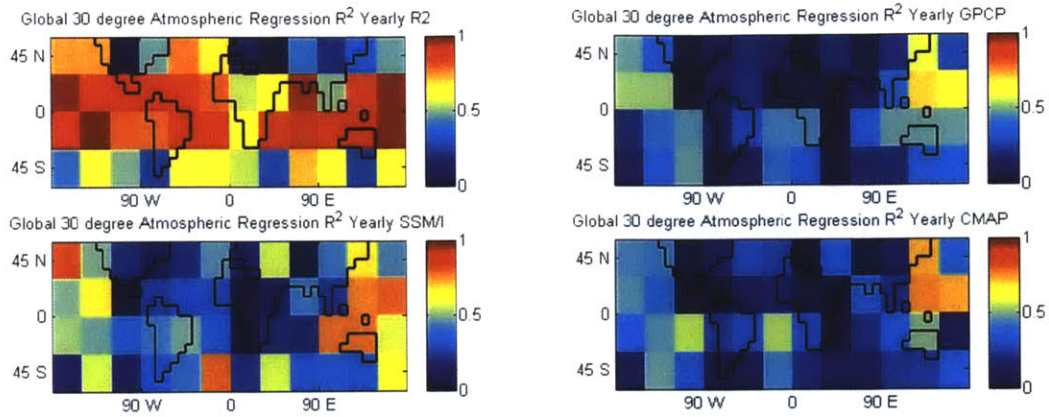 Global 30 degree Atmospheric Regression R² Yearly R2
45 N
0
45 S
90 W
0
90 E
1
0.5
0
Global 30 degree Atmospheric Regression R² Yearly GPCP
45 N
0
45 S
90 W
0
90 E
1
0.5
0
Global 30 degree Atmospheric Regression R² Yearly SSM/I
45 N
0
45 S
90 W
0
90 E
1
0.5
0
Global 30 degree Atmospheric Regression R² Yearly CMAP
45 N
0
45 S
90 W
0
90 E
1
0.5
0